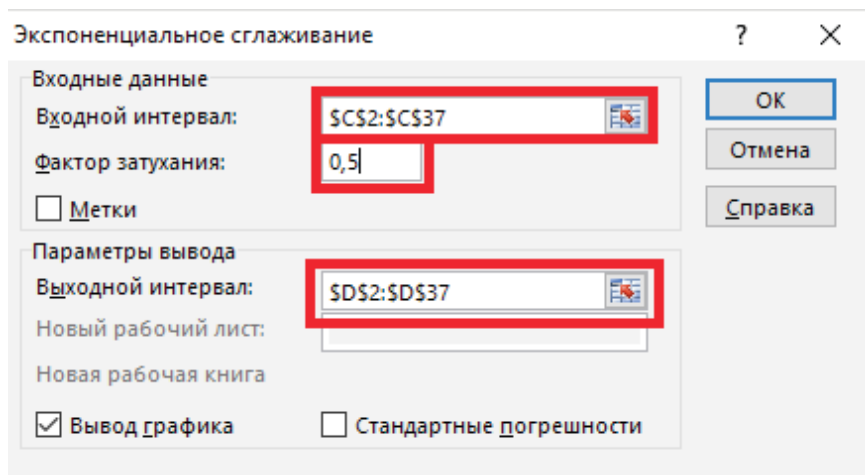 Экспоненциальное сглаживание ? ✕
Входные данные
Входной интервал: $C$2:$C$37
Фактор затухания: 0,5
Метки
OK
Отмена
Справка
Параметры вывода
Выходной интервал: $D$2:$D$37
Новый рабочий лист:
Новая рабочая книга
Вывод графика Стандартные погрешности